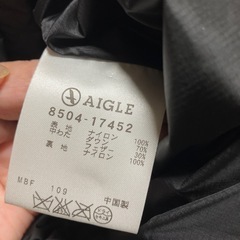 AIGLE
8504-17452
表地 ナイロン 100%
中わた ダウン 70%
フェザー 30%
裏地 ナイロン 100%
MBF 109
中国製